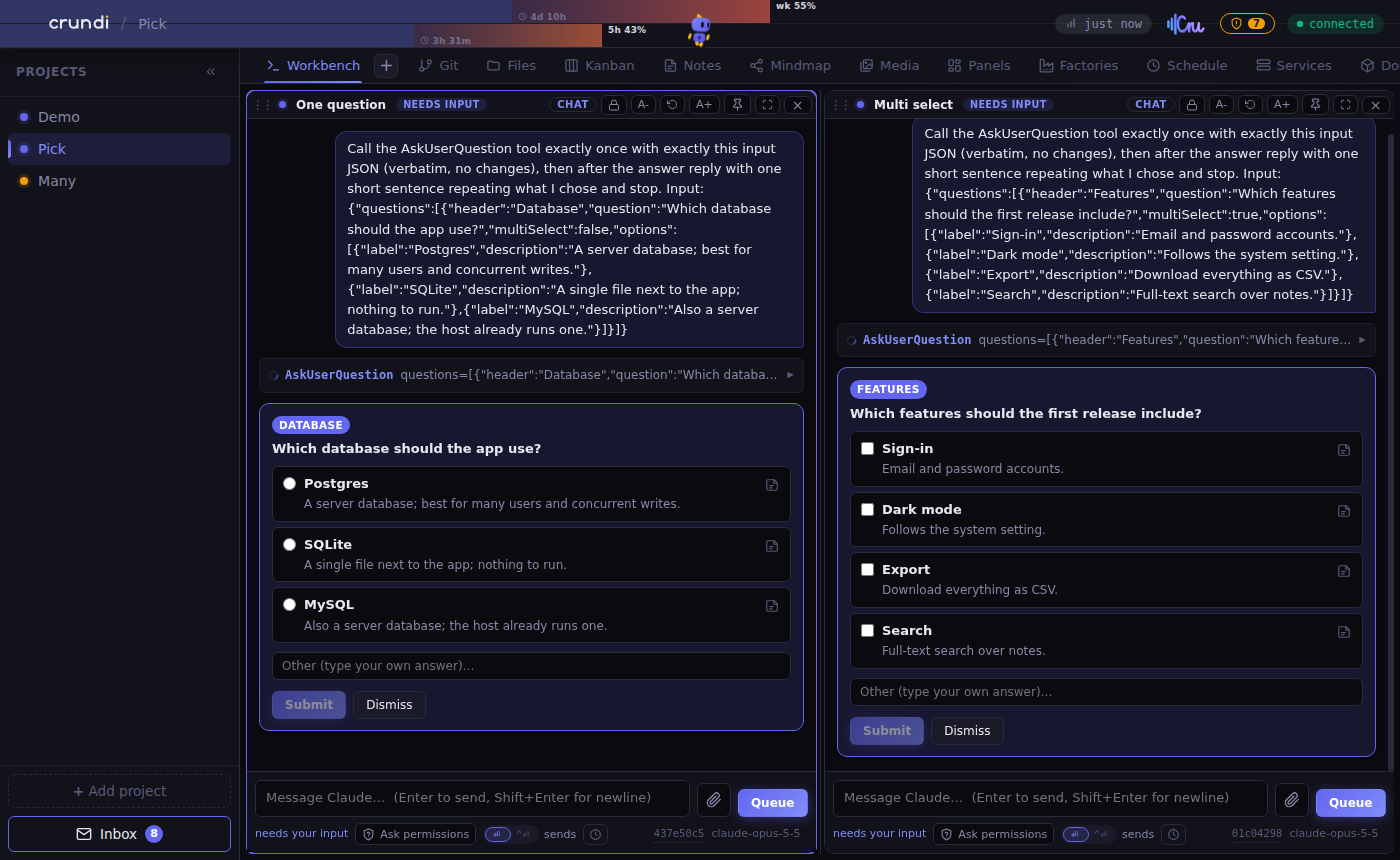 crundi / Pick
4d 10h
wk 55%
3h 31m
5h 43%
just now
Cru
7
connected
PROJECTS
«
Demo
Pick
Many
+ Add project
Inbox 8
Workbench
+
Git
Files
Kanban
Notes
Mindmap
Media
Panels
Factories
Schedule
Services
Do
One question NEEDS INPUT CHAT A- A+
Call the AskUserQuestion tool exactly once with exactly this input
JSON (verbatim, no changes), then after the answer reply with one
short sentence repeating what I chose and stop. Input:
{"questions":[{"header":"Database","question":"Which database
should the app use?","multiSelect":false,"options":
[{"label":"Postgres","description":"A server database; best for
many users and concurrent writes."},
{"label":"SQLite","description":"A single file next to the app;
nothing to run."},{"label":"MySQL","description":"Also a server
database; the host already runs one."}]}]}
AskUserQuestion questions=[{"header":"Database","question":"Which databa…
DATABASE
Which database should the app use?
Postgres
A server database; best for many users and concurrent writes.
SQLite
A single file next to the app; nothing to run.
MySQL
Also a server database; the host already runs one.
Other (type your own answer)…
Submit Dismiss
Message Claude… (Enter to send, Shift+Enter for newline)
Queue
needs your input Ask permissions sends 437e50c5 claude-opus-5-5
Multi select NEEDS INPUT CHAT A- A+
Call the AskUserQuestion tool exactly once with exactly this input
JSON (verbatim, no changes), then after the answer reply with one
short sentence repeating what I chose and stop. Input:
{"questions":[{"header":"Features","question":"Which features
should the first release include?","multiSelect":true,"options":
[{"label":"Sign-in","description":"Email and password accounts."},
{"label":"Dark mode","description":"Follows the system setting."},
{"label":"Export","description":"Download everything as CSV."},
{"label":"Search","description":"Full-text search over notes."}]}]}
AskUserQuestion questions=[{"header":"Features","question":"Which feature…
FEATURES
Which features should the first release include?
Sign-in
Email and password accounts.
Dark mode
Follows the system setting.
Export
Download everything as CSV.
Search
Full-text search over notes.
Other (type your own answer)…
Submit Dismiss
Message Claude… (Enter to send, Shift+Enter for newline)
Queue
needs your input Ask permissions sends 01c04298 claude-opus-5-5